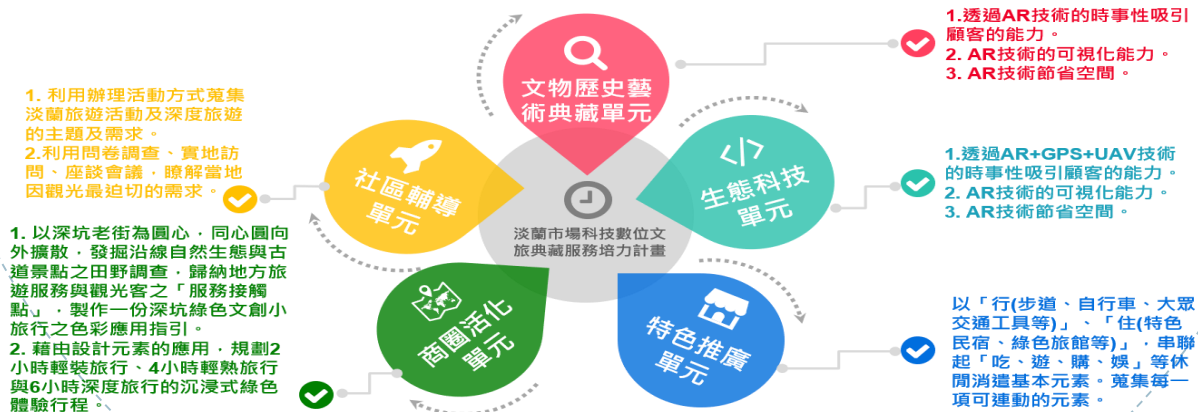 1.透過AR技術的時事性吸引
顧客的能力。
2. AR技術的可視化能力。
3. AR技術節省空間。
文物歷史藝
術典藏單元
1. 利用辦理活動方式蒐集
淡蘭旅遊活動及深度旅遊
的主題及需求。
2.利用問卷調查、實地訪
問、座談會議，瞭解當地
因觀光最迫切的需求。
社區輔導
單元
</>
生態科技
單元
1.透過AR+GPS+UAV技術
的時事性吸引顧客的能力。
2. AR技術的可視化能力。
3. AR技術節省空間。
淡蘭市場科技數位文
旅典藏服務培力計畫
1. 以深坑老街為圓心，同心圓向
外擴散，發掘沿線自然生態與古
道景點之田野調查，歸納地方旅
遊服務與觀光客之「服務接觸
點」，製作一份深坑綠色文創小
旅行之色彩應用指引。
2. 藉由設計元素的應用，規劃2
小時輕裝旅行、4小時輕熟旅行
與6小時深度旅行的沉浸式綠色
體驗行程。
商圈活化
單元
特色推廣
單元
以「行(步道、自行車、大眾
交通工具等)」、「住(特色
民宿、綠色旅館等)」，串聯
起「吃、遊、購、娛」等休
閒消遣基本元素。蒐集每一
項可連動的元素。